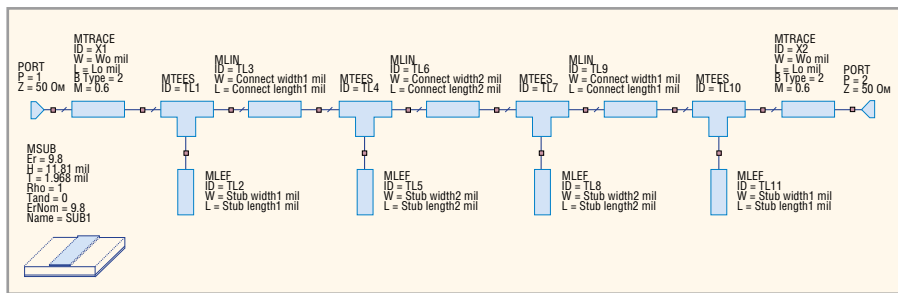 MTRACE
ID = X1
W = Wo mil
L = Lo mil
B Type = 2
M = 0.6
PORT
P = 1
Z = 50 Ом
MTEES
ID = TL1
MLIN
ID = TL3
W = Connect width1 mil
L = Connect length1 mil
MTEES
ID = TL4
MLIN
ID = TL6
W = Connect width2 mil
L = Connect length2 mil
MTEES
ID = TL7
MLIN
ID = TL9
W = Connect width1 mil
L = Connect length1 mil
MTEES
ID = TL10
MTRACE
ID = X2
W = Wo mil
L = Lo mil
B Type = 2
M = 0.6
PORT
P = 2
Z = 50 Ом
MSUB
Er = 9.8
H = 11.81 mil
T = 1.968 mil
Rho = 1
Tand = 0
ErNom = 9.8
Name = SUB1
MLEF
ID = TL2
W = Stub width1 mil
L = Stub length1 mil
MLEF
ID = TL5
W = Stub width2 mil
L = Stub length2 mil
MLEF
ID = TL8
W = Stub width2 mil
L = Stub length2 mil
MLEF
ID = TL11
W = Stub width1 mil
L = Stub length1 mil